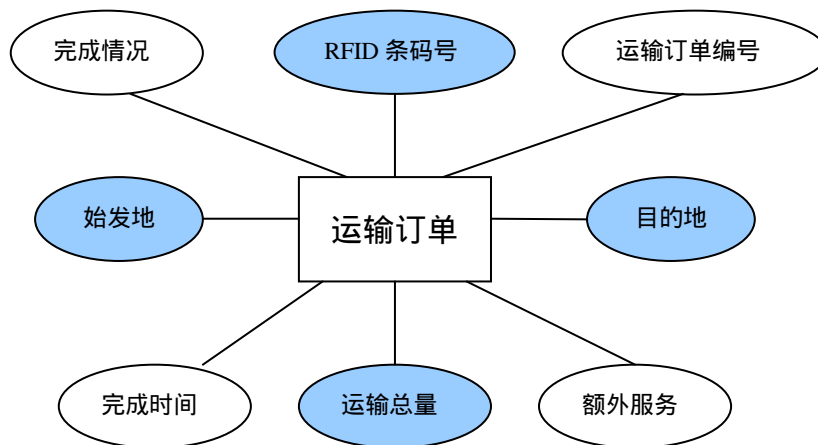 完成情况
RFID 条码号
运输订单编号
始发地
运输订单
目的地
完成时间
运输总量
额外服务